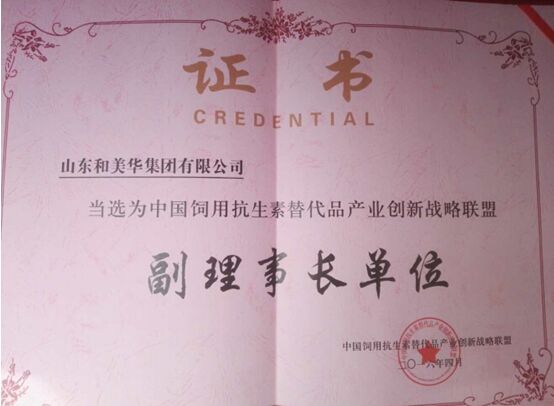 证书
CREDENTIAL
山东和美华集团有限公司
当选为中国饲用抗生素替代品产业创新战略联盟
副理事长单位
中国饲用抗生素替代品产业创新战略联盟
二〇一六年四月